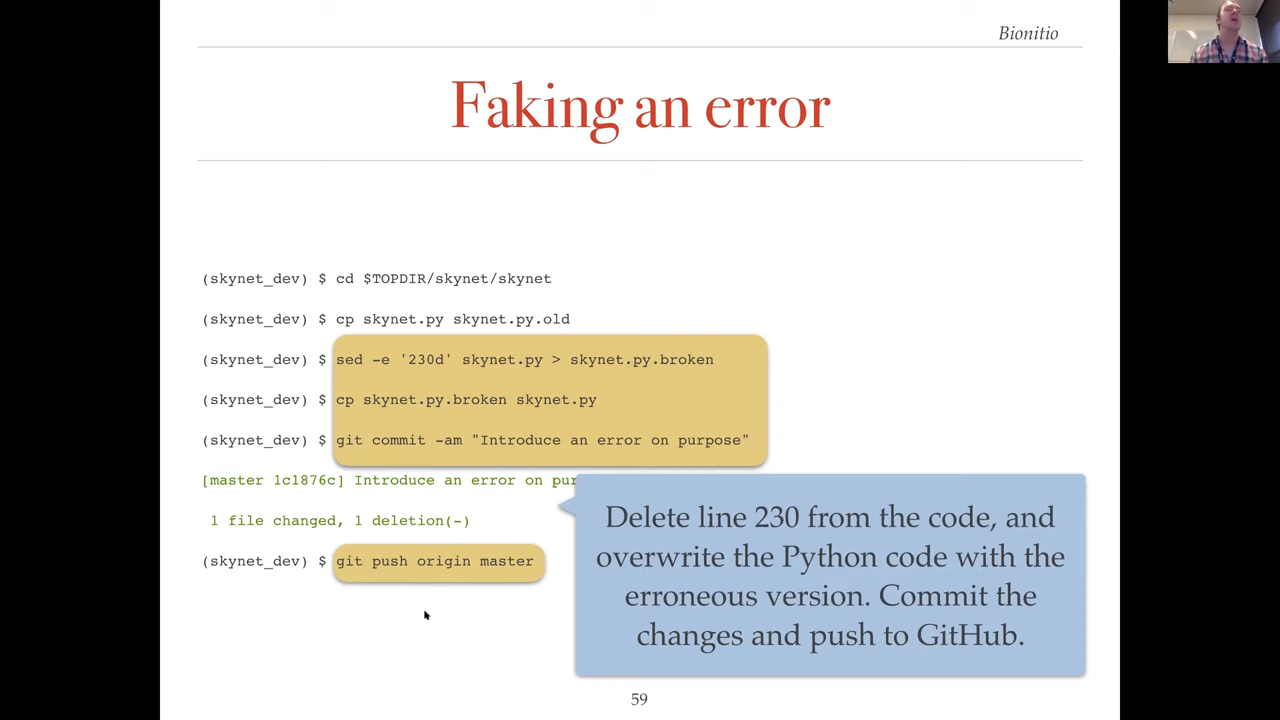 Bionitio
Faking an error
(skynet_dev) $ cd $TOPDIR/skynet/skynet
(skynet_dev) $ cp skynet.py skynet.py.old
(skynet_dev) $ sed -e '230d' skynet.py > skynet.py.broken
(skynet_dev) $ cp skynet.py.broken skynet.py
(skynet_dev) $ git commit -am "Introduce an error on purpose"
[master 1c1876c] Introduce an error on pur
1 file changed, 1 deletion(-)
(skynet_dev) $ git push origin master
Delete line 230 from the code, and
overwrite the Python code with the
erroneous version. Commit the
changes and push to GitHub.
59